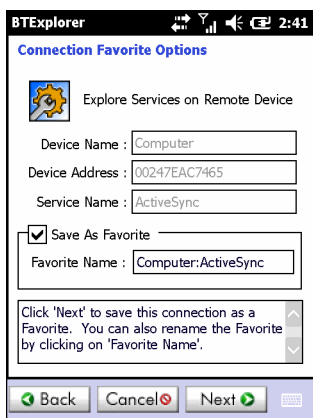 BTExplorer 2:41
Connection Favorite Options
Explore Services on Remote Device
Device Name : Computer
Device Address : 00247EAC7465
Service Name : ActiveSync
Save As Favorite
Favorite Name : Computer:ActiveSync
Click 'Next' to save this connection as a
Favorite. You can also rename the Favorite
by clicking on 'Favorite Name'.
Back Cancel Next